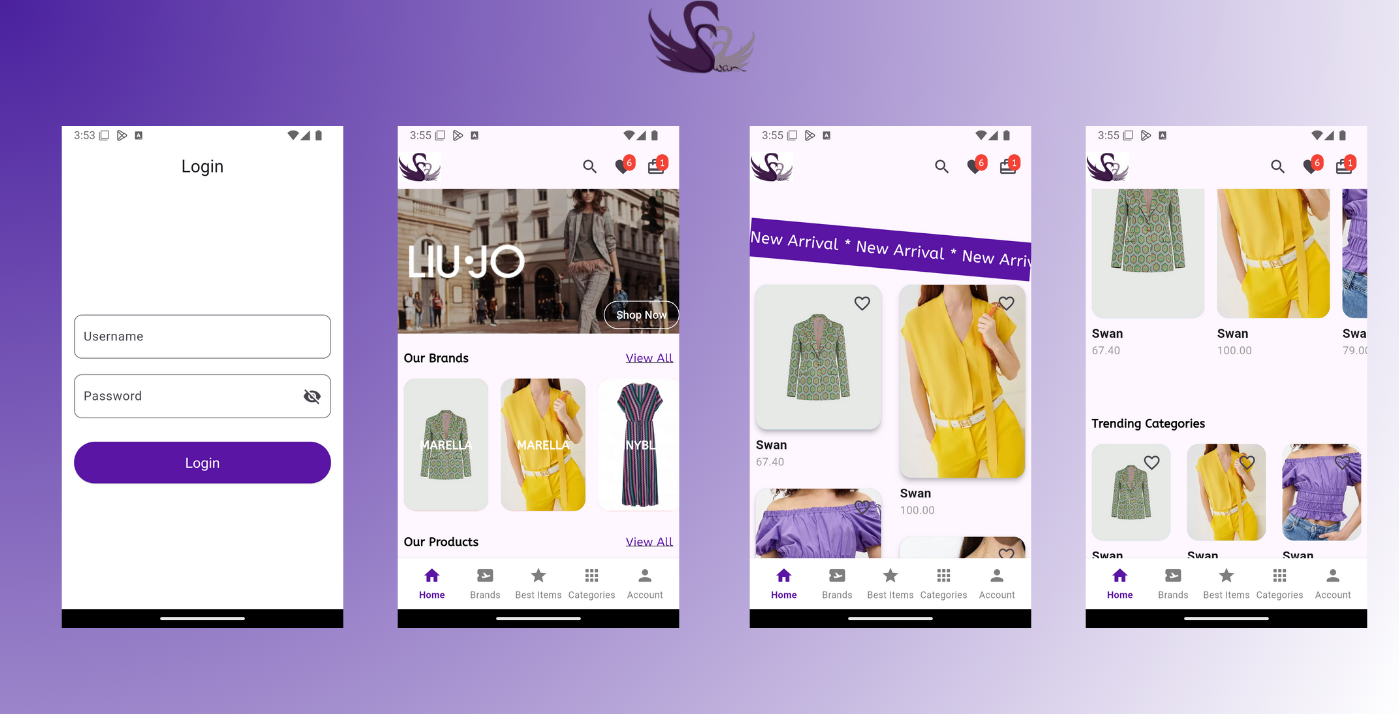 Swan
3:53
Login
Username
Password
Login
3:55
6
1
LIU·JO
Shop Now
Our Brands
View All
MARELLA
MARELLA
NYBL
Our Products
View All
Home
Brands
Best Items
Categories
Account
3:55
6
1
New Arrival * New Arrival * New Arriv
Swan
67.40
Swan
100.00
Home
Brands
Best Items
Categories
Account
3:55
6
1
Swan
67.40
Swan
100.00
Swa
79.0
Trending Categories
Swan
Swan
Swan
Home
Brands
Best Items
Categories
Account